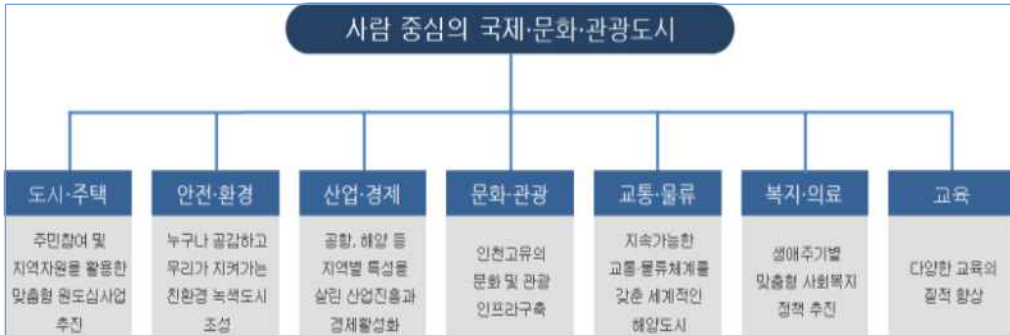 사람 중심의 국제·문화·관광도시
도시·주택
주민참여 및
지역자원을 활용한
맞춤형 원도심사업
추진
안전·환경
누구나 공감하고
우리가 지켜가는
친환경 녹색도시
조성
산업·경제
공항, 해양 등
지역별 특성을
살린 산업진흥과
경제활성화
문화·관광
인천고유의
문화 및 관광
인프라구축
교통·물류
지속가능한
교통·물류체계를
갖춘 세계적인
해양도시
복지·의료
생애주기별
맞춤형 사회복지
정책 추진
교육
다양한 교육의
질적 향상